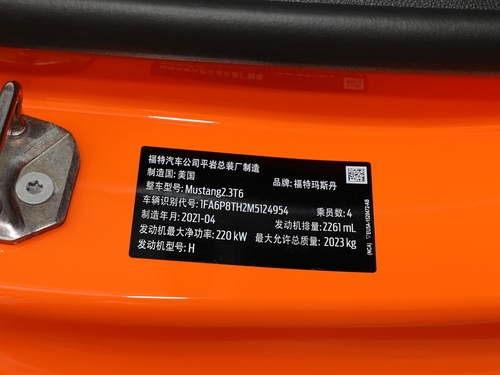 福特汽车公司平岩总装厂制造
制造国: 美国 品牌: 福特玛斯丹
整车型号: Mustang2.3T6
车辆识别代号: 1FA6P8TH2M5124954 乘员数: 4
制造年月: 2021-04 发动机排量: 2261 mL
发动机最大净功率: 220 kW 最大允许总质量: 2023 kg
发动机型号: H
(NCA)